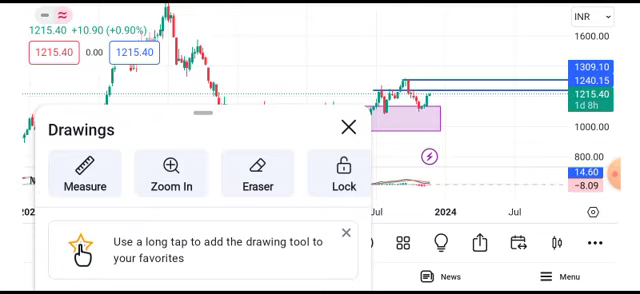 INR
1215.40 +10.90 (+0.90%)
1215.40 0.00 1215.40
1600.00
1309.10
1240.15
1215.40
1d 8h
1000.00
800.00
14.60
−8.09
Drawings
Measure
Zoom In
Eraser
Lock
Use a long tap to add the drawing tool to
your favorites
Jul
2024
Jul
News
Menu